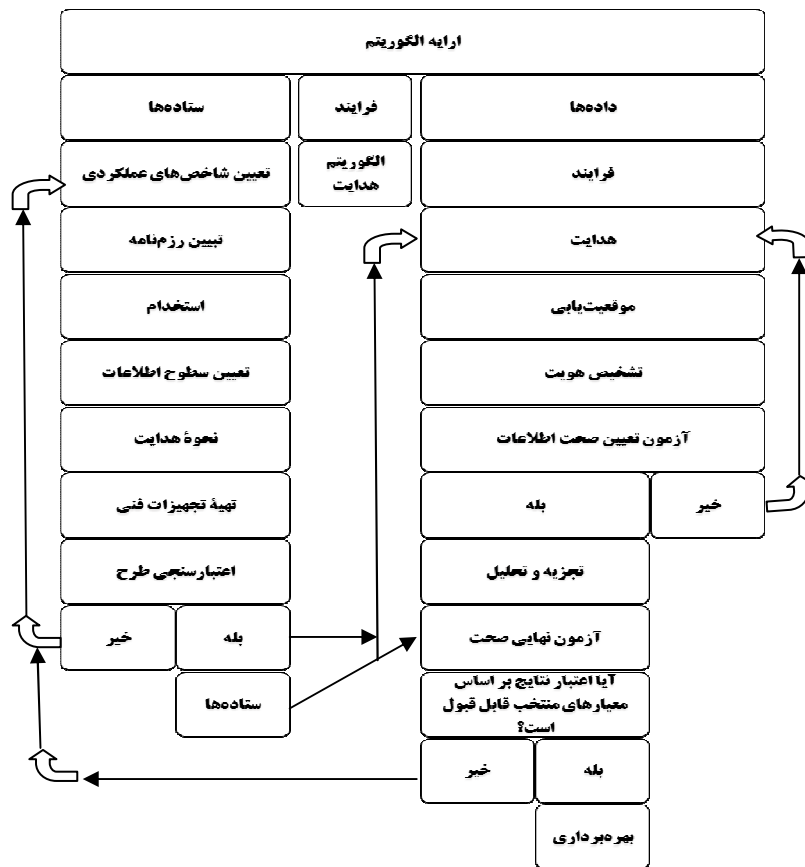 ارایه الگوریتم
داده‌ها
فرایند
ستاده‌ها
فرایند
الگوریتم
هدایت
تعیین شاخص‌های عملکردی
هدایت
تبیین رزم‌نامه
موقعیت‌یابی
استخدام
تشخیص هویت
تعیین سطوح اطلاعات
آزمون تعیین صحت اطلاعات
نحوۀ هدایت
خیر
بله
تهیۀ تجهیزات فنی
تجزیه و تحلیل
اعتبارسنجی طرح
آزمون نهایی صحت
بله
خیر
آیا اعتبار نتایج بر اساس
معیارهای منتخب قابل قبول
است؟
ستاده‌ها
بله
خیر
بهره‌برداری